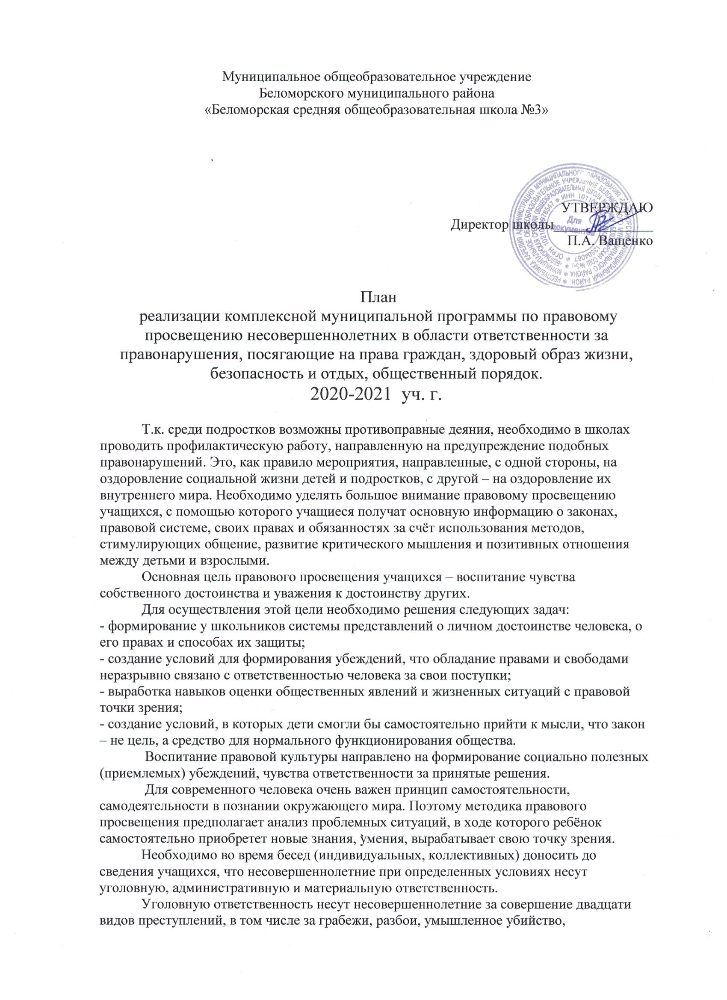 Муниципальное общеобразовательное учреждение
Беломорского муниципального района
«Беломорская средняя общеобразовательная школа №3»
УТВЕРЖДАЮ
Директор школы
П.А. Ващенко
Для
документов
План
реализации комплексной муниципальной программы по правовому
просвещению несовершеннолетних в области ответственности за
правонарушения, посягающие на права граждан, здоровый образ жизни,
безопасность и отдых, общественный порядок.
2020-2021 уч. г.
Т.к. среди подростков возможны противоправные деяния, необходимо в школах
проводить профилактическую работу, направленную на предупреждение подобных
правонарушений. Это, как правило мероприятия, направленные, с одной стороны, на
оздоровление социальной жизни детей и подростков, с другой – на оздоровление их
внутреннего мира. Необходимо уделять большое внимание правовому просвещению
учащихся, с помощью которого учащиеся получат основную информацию о законах,
правовой системе, своих правах и обязанностях за счёт использования методов,
стимулирующих общение, развитие критического мышления и позитивных отношения
между детьми и взрослыми.
Основная цель правового просвещения учащихся – воспитание чувства
собственного достоинства и уважения к достоинству других.
Для осуществления этой цели необходимо решения следующих задач:
- формирование у школьников системы представлений о личном достоинстве человека, о
его правах и способах их защиты;
- создание условий для формирования убеждений, что обладание правами и свободами
неразрывно связано с ответственностью человека за свои поступки;
- выработка навыков оценки общественных явлений и жизненных ситуаций с правовой
точки зрения;
- создание условий, в которых дети смогли бы самостоятельно прийти к мысли, что закон
– не цель, а средство для нормального функционирования общества.
Воспитание правовой культуры направлено на формирование социально полезных
(приемлемых) убеждений, чувства ответственности за принятые решения.
Для современного человека очень важен принцип самостоятельности,
самодеятельности в познании окружающего мира. Поэтому методика правового
просвещения предполагает анализ проблемных ситуаций, в ходе которого ребёнок
самостоятельно приобретет новые знания, умения, вырабатывает свою точку зрения.
Необходимо во время бесед (индивидуальных, коллективных) доносить до
сведения учащихся, что несовершеннолетние при определенных условиях несут
уголовную, административную и материальную ответственность.
Уголовную ответственность несут несовершеннолетние за совершение двадцати
видов преступлений, в том числе за грабежи, разбои, умышленное убийство,